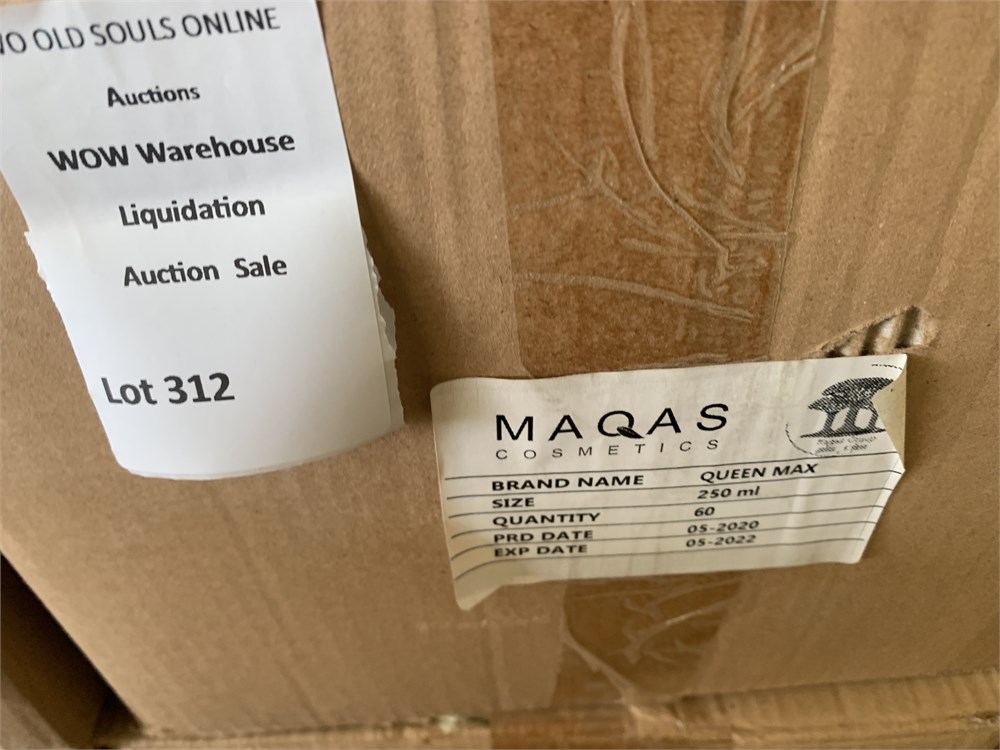 OLD SOULS ONLINE
Auctions
WOW Warehouse
Liquidation
Auction Sale
Lot 312
MAQAS
COSMETICS
BRAND NAME QUEEN MAX
SIZE 250 ml
QUANTITY 60
PRD DATE 05-2020
EXP DATE 05-2022